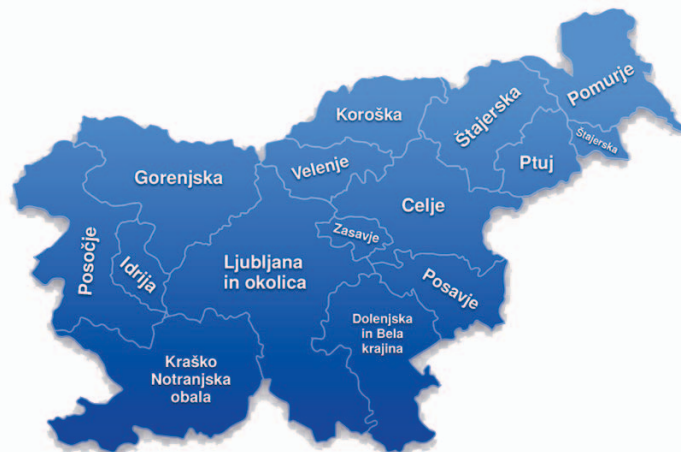 Pomurje
Koroška
Štajerska
Štajerska
Velenje
Ptuj
Gorenjska
Celje
Zasavje
Posočje
Idrija
Ljubljana
in okolica
Posavje
Dolenjska
in Bela
krajina
Kraško
Notranjska
obala